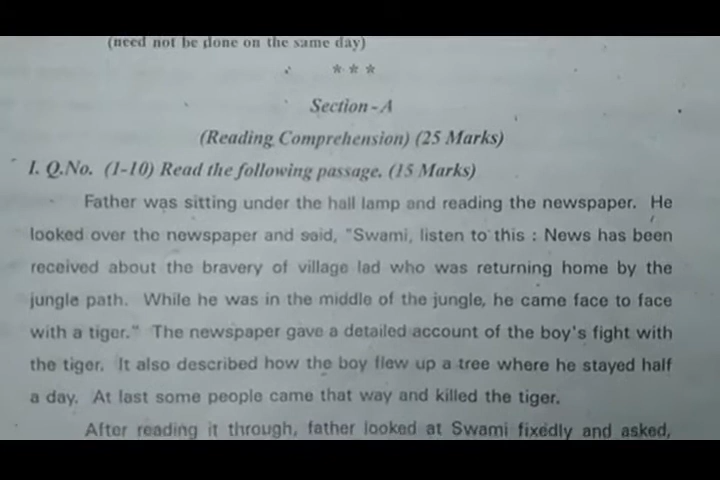 (need not be done on the same day)
* * *
Section - A
(Reading Comprehension) (25 Marks)
I. Q.No. (1-10) Read the following passage. (15 Marks)
Father was sitting under the hall lamp and reading the newspaper. He
looked over the newspaper and said, "Swami, listen to this : News has been
received about the bravery of village lad who was returning home by the
jungle path. While he was in the middle of the jungle, he came face to face
with a tiger." The newspaper gave a detailed account of the boy's fight with
the tiger. It also described how the boy flew up a tree where he stayed half
a day. At last some people came that way and killed the tiger.
After reading it through, father looked at Swami fixedly and asked,